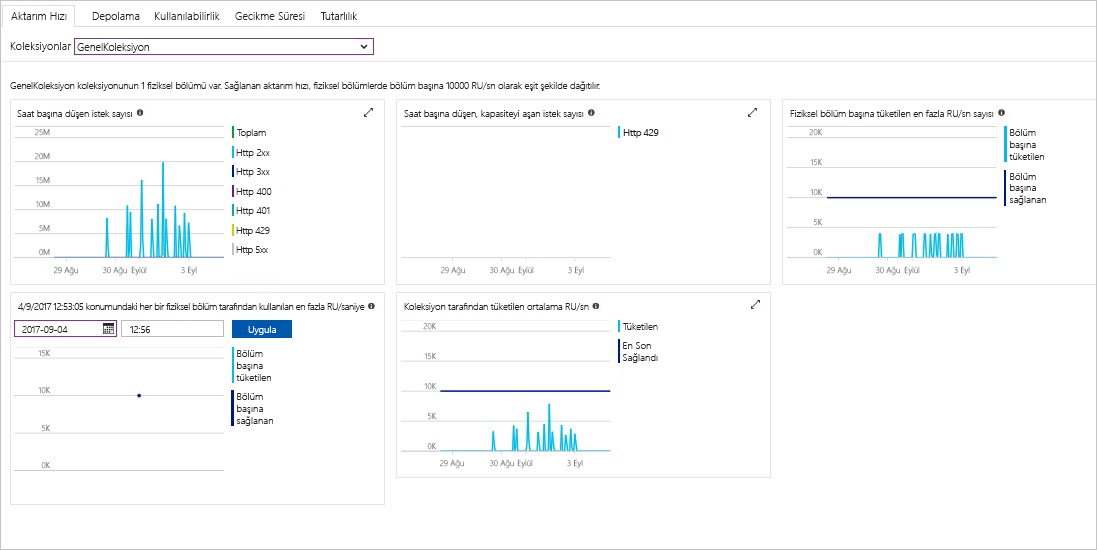 Aktarım Hızı Depolama Kullanılabilirlik Gecikme Süresi Tutarlılık
Koleksiyonlar GenelKoleksiyon
GenelKoleksiyon koleksiyonunun 1 fiziksel bölümü var. Sağlanan aktarım hızı, fiziksel bölümlerde bölüm başına 10000 RU/sn olarak eşit şekilde dağıtılır.
Saat başına düşen istek sayısı
25M
20M
15M
10M
5M
0M
29 Ağu 30 Ağu Eylül 3 Eyl
Toplam
Http 2xx
Http 3xx
Http 400
Http 401
Http 429
Http 5xx
Saat başına düşen, kapasiteyi aşan istek sayısı
Http 429
29 Ağu 30 Ağu Eylül 3 Eyl
Fiziksel bölüm başına tüketilen en fazla RU/sn sayısı
20K
15K
10K
5K
0K
29 Ağu 30 Ağu Eylül 3 Eyl
Bölüm
başına
tüketilen
Bölüm
başına
sağlanan
4/9/2017 12:53:05 konumundaki her bir fiziksel bölüm tarafından kullanılan en fazla RU/saniye
2017-09-04 12:56 Uygula
15K
10K
5K
0K
Bölüm
başına
tüketilen
Bölüm
başına
sağlanan
Koleksiyon tarafından tüketilen ortalama RU/sn
20K
15K
10K
5K
0K
29 Ağu 30 Ağu Eylül 3 Eyl
Tüketilen
En Son
Sağlandı